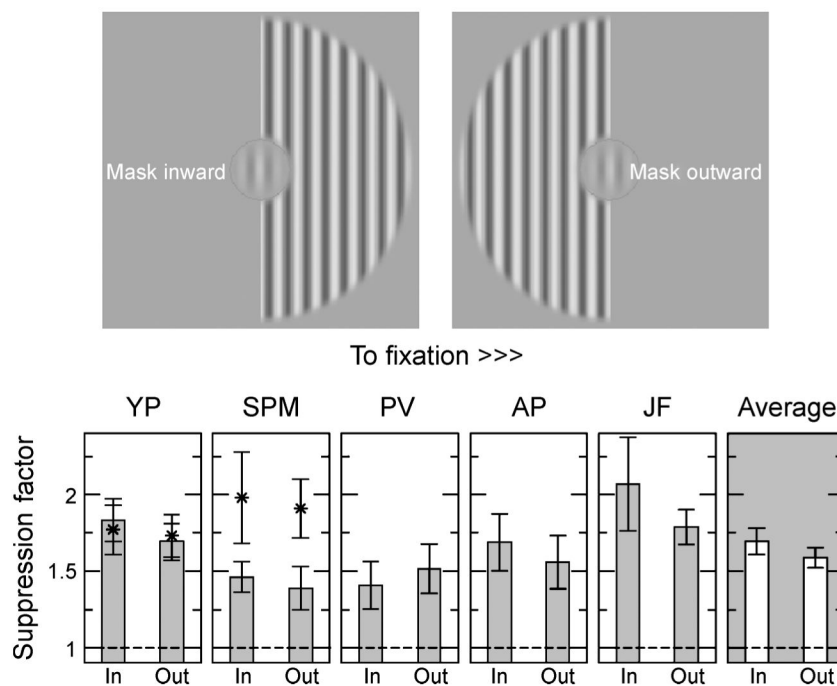 Mask inward
Mask outward
To fixation >>>
YP SPM PV AP JF Average
Suppression factor
2
1.5
1
In Out In Out In Out In Out In Out In Out